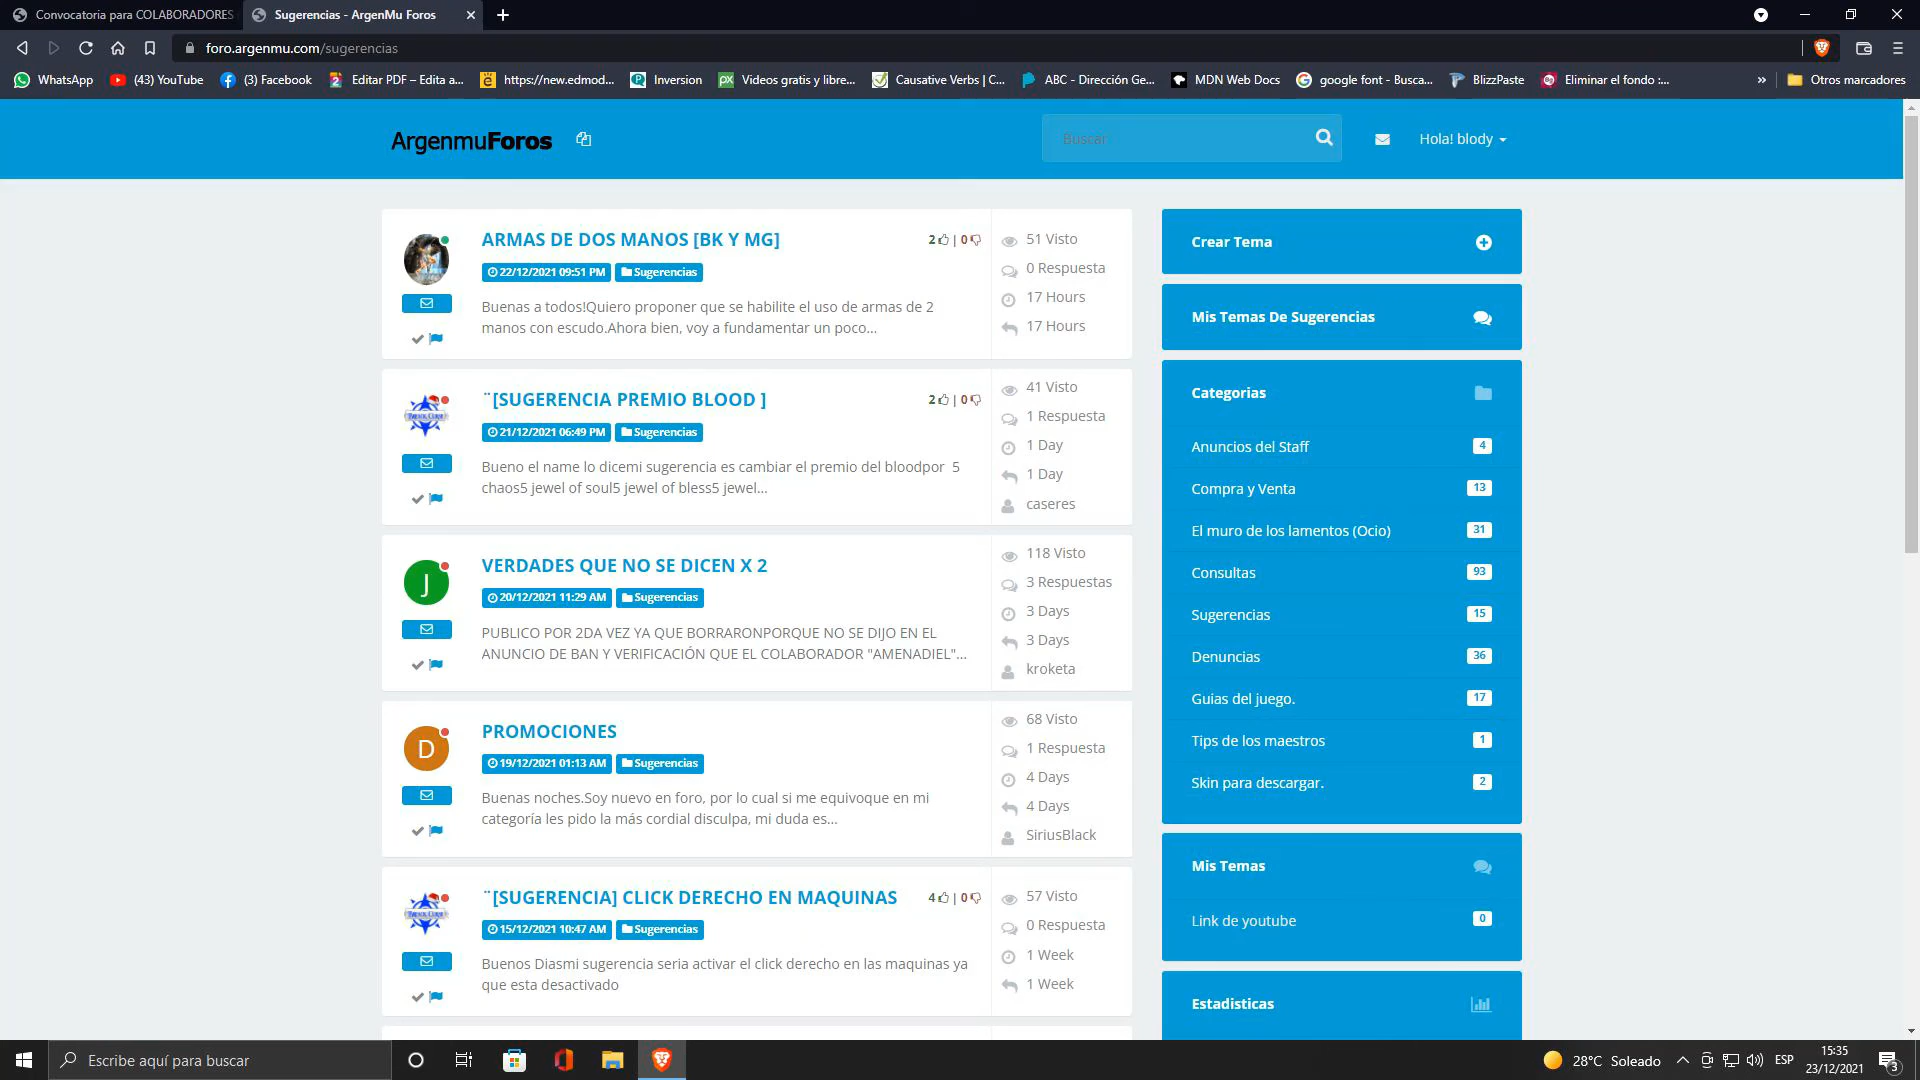 Convocatoria para COLABORADORES
Sugerencias - ArgenMu Foros
foro.argenmu.com/sugerencias
WhatsApp
(43) YouTube
(3) Facebook
Editar PDF – Edita a...
https://new.edmod...
Inversion
Videos gratis y libre...
Causative Verbs | C...
ABC - Dirección Ge...
MDN Web Docs
google font - Busca...
BlizzPaste
Eliminar el fondo :...
»
Otros marcadores
ArgenmuForos
Buscar
Hola! blody
ARMAS DE DOS MANOS [BK Y MG]
2 | 0
22/12/2021 09:51 PM
Sugerencias
Buenas a todos!Quiero proponer que se habilite el uso de armas de 2
manos con escudo.Ahora bien, voy a fundamentar un poco...
51 Visto
0 Respuesta
17 Hours
17 Hours
¨[SUGERENCIA PREMIO BLOOD ]
2 | 0
21/12/2021 06:49 PM
Sugerencias
Bueno el name lo dicemi sugerencia es cambiar el premio del bloodpor 5
chaos5 jewel of soul5 jewel of bless5 jewel...
41 Visto
1 Respuesta
1 Day
1 Day
caseres
VERDADES QUE NO SE DICEN X 2
J
20/12/2021 11:29 AM
Sugerencias
PUBLICO POR 2DA VEZ YA QUE BORRARONPORQUE NO SE DIJO EN EL
ANUNCIO DE BAN Y VERIFICACIÓN QUE EL COLABORADOR "AMENADIEL"...
118 Visto
3 Respuestas
3 Days
3 Days
kroketa
PROMOCIONES
D
19/12/2021 01:13 AM
Sugerencias
Buenas noches.Soy nuevo en foro, por lo cual si me equivoque en mi
categoría les pido la más cordial disculpa, mi duda es...
68 Visto
1 Respuesta
4 Days
4 Days
SiriusBlack
¨[SUGERENCIA] CLICK DERECHO EN MAQUINAS
4 | 0
15/12/2021 10:47 AM
Sugerencias
Buenos Diasmi sugerencia seria activar el click derecho en las maquinas ya
que esta desactivado
57 Visto
0 Respuesta
1 Week
1 Week
Crear Tema
Mis Temas De Sugerencias
Categorias
Anuncios del Staff 4
Compra y Venta 13
El muro de los lamentos (Ocio) 31
Consultas 93
Sugerencias 15
Denuncias 36
Guias del juego. 17
Tips de los maestros 1
Skin para descargar. 2
Mis Temas
Link de youtube 0
Estadisticas
Escribe aquí para buscar
28°C Soleado
ESP
15:35
23/12/2021
3